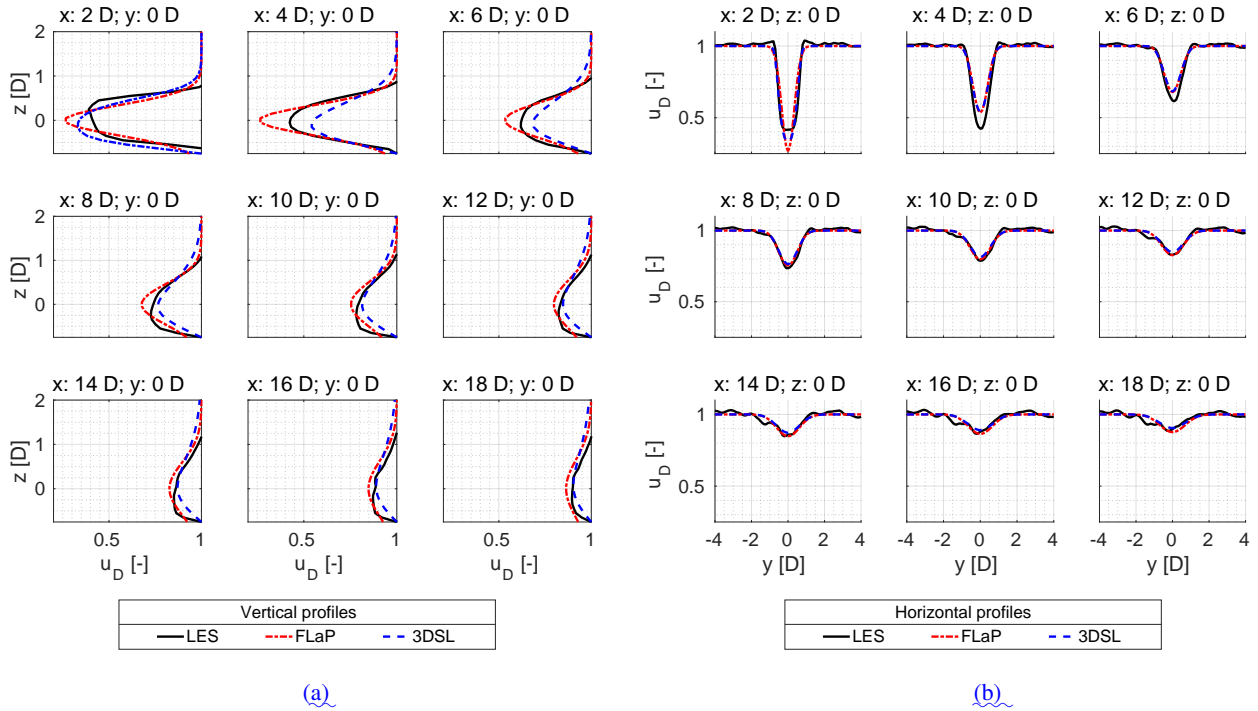 x: 2 D; y: 0 D
x: 4 D; y: 0 D
x: 6 D; y: 0 D
2
1
0
z [D]
x: 8 D; y: 0 D
x: 10 D; y: 0 D
x: 12 D; y: 0 D
2
1
0
z [D]
x: 14 D; y: 0 D
x: 16 D; y: 0 D
x: 18 D; y: 0 D
2
1
0
z [D]
0.5 1
0.5 1
0.5 1
u_D [-]
u_D [-]
u_D [-]
Vertical profiles
LES FLaP 3DSL
(a)
x: 2 D; z: 0 D
x: 4 D; z: 0 D
x: 6 D; z: 0 D
1
0.5
u_D [-]
x: 8 D; z: 0 D
x: 10 D; z: 0 D
x: 12 D; z: 0 D
1
0.5
u_D [-]
x: 14 D; z: 0 D
x: 16 D; z: 0 D
x: 18 D; z: 0 D
1
0.5
u_D [-]
-4 -2 0 2 4
-4 -2 0 2 4
-4 -2 0 2 4
y [D]
y [D]
y [D]
Horizontal profiles
LES FLaP 3DSL
(b)